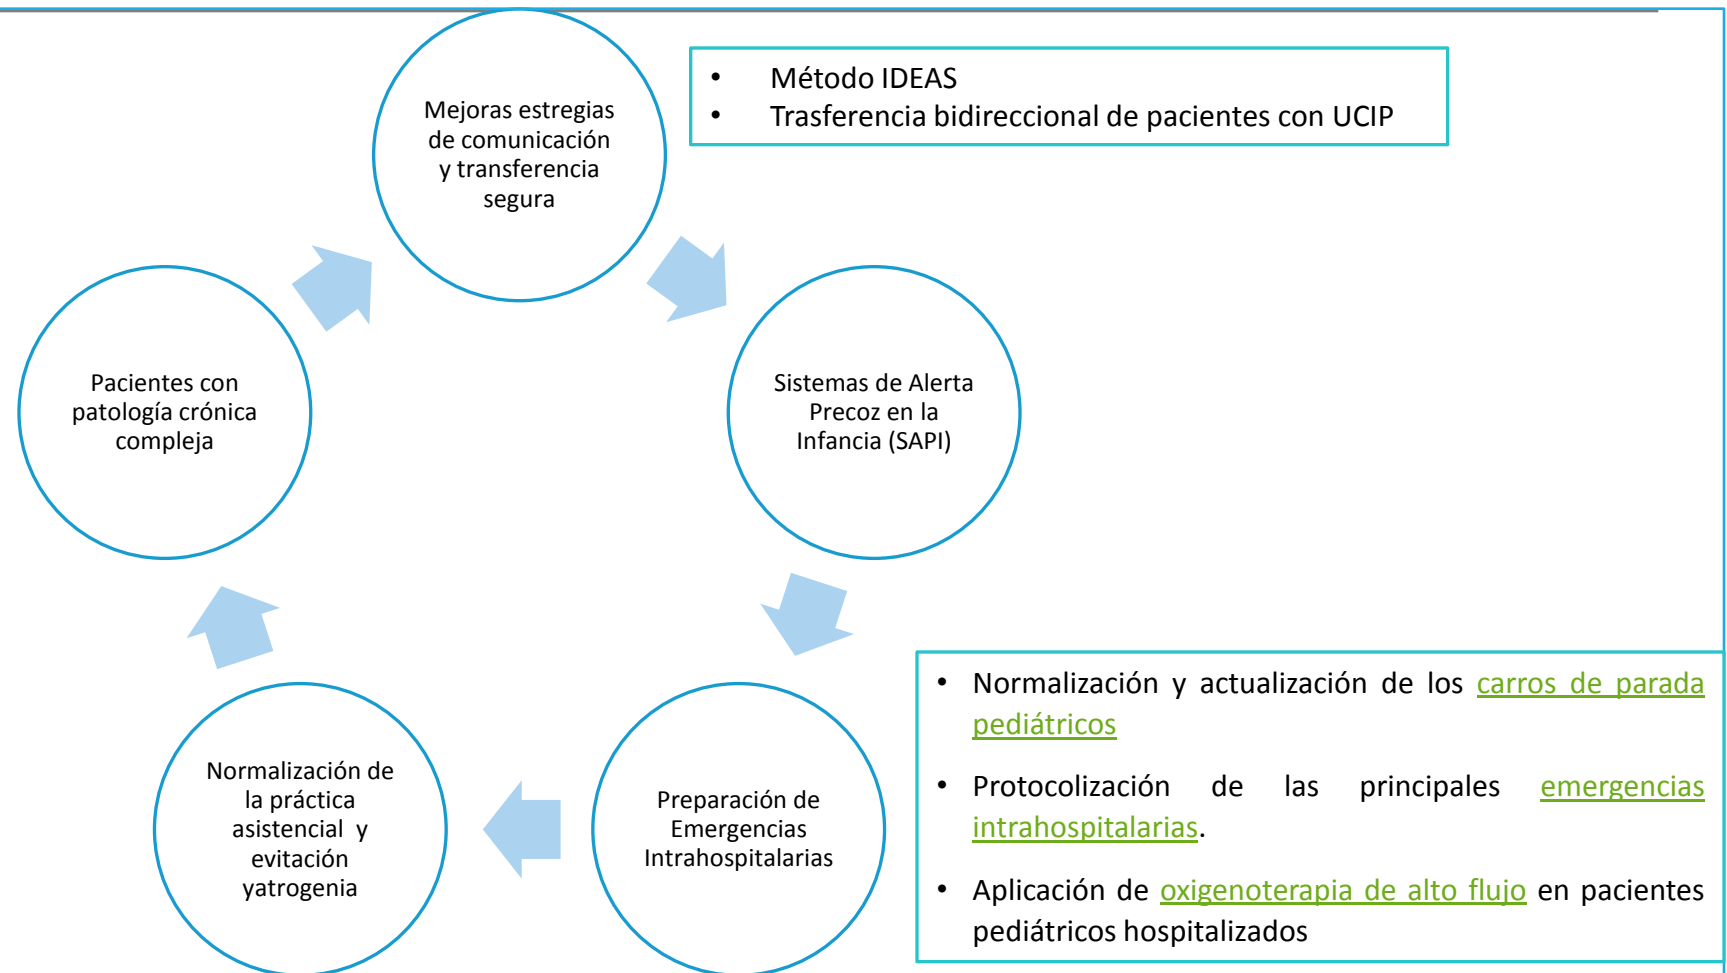 Mejoras estregias
de comunicación
y transferencia
segura
• Método IDEAS
• Trasferencia bidireccional de pacientes con UCIP
Sistemas de Alerta
Precoz en la
Infancia (SAPI)
Preparación de
Emergencias
Intrahospitalarias
• Normalización y actualización de los carros de parada
pediátricos
• Protocolización de las principales emergencias
intrahospitalarias.
• Aplicación de oxigenoterapia de alto flujo en pacientes
pediátricos hospitalizados
Normalización de
la práctica
asistencial y
evitación
yatrogenia
Pacientes con
patología crónica
compleja